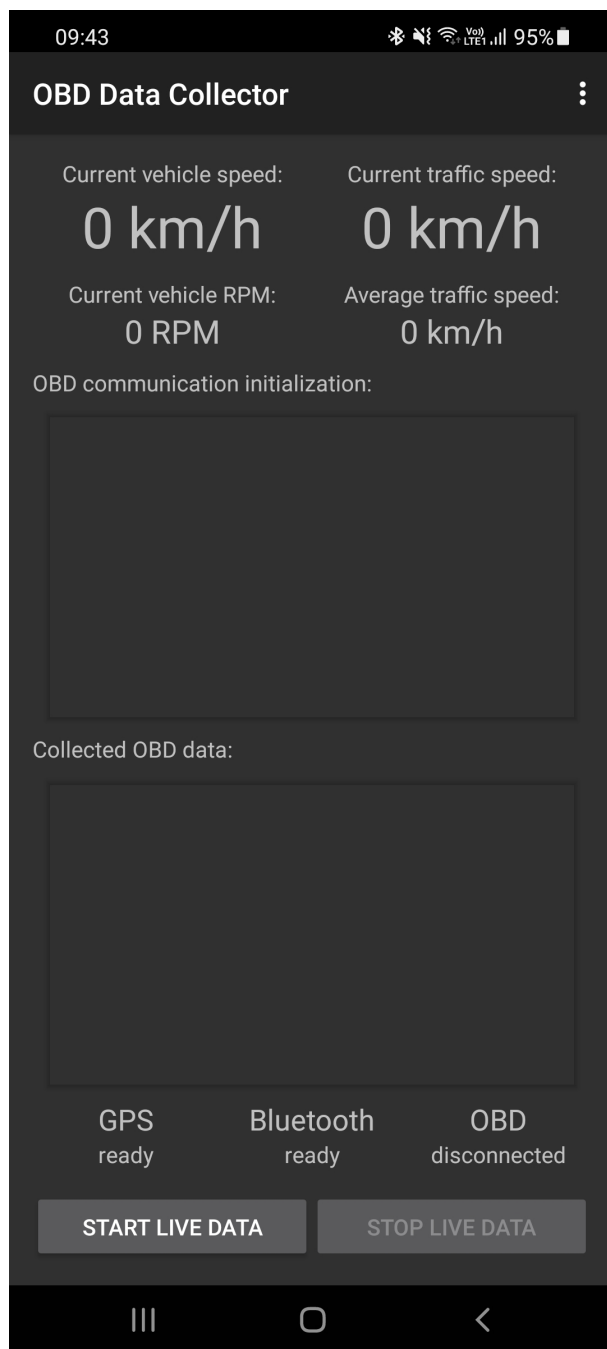 09:43 Vo)) LTE1 95%
OBD Data Collector
Current vehicle speed: Current traffic speed:
0 km/h 0 km/h
Current vehicle RPM: Average traffic speed:
0 RPM 0 km/h
OBD communication initialization:
Collected OBD data:
GPS Bluetooth OBD
ready ready disconnected
START LIVE DATA STOP LIVE DATA